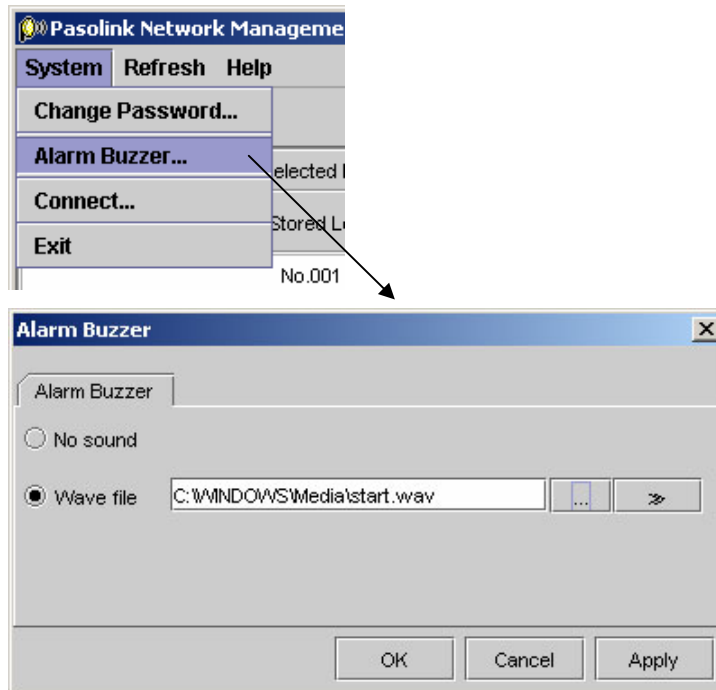 Pasolink Network Manageme
System Refresh Help
Change Password...
Alarm Buzzer...
elected
Connect...
Stored L
Exit
No.001
Alarm Buzzer
Alarm Buzzer
No sound
Wave file C:\WINDOWS\Media\start.wav ... ≫
OK Cancel Apply